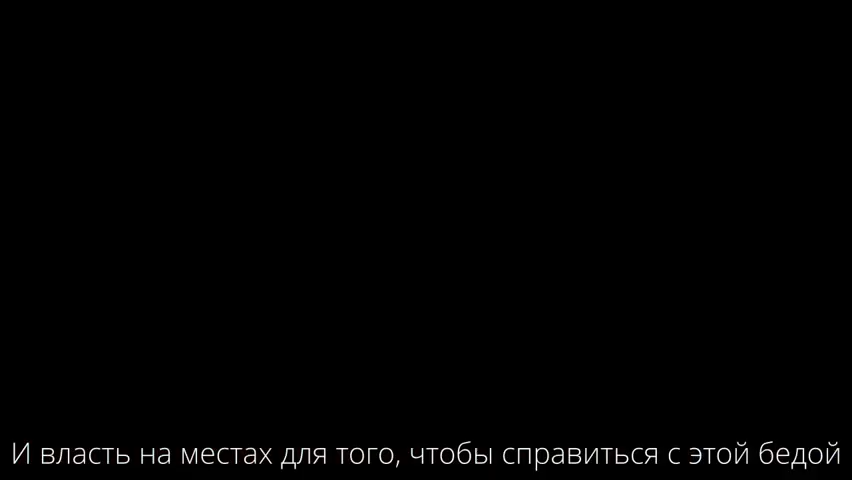 И власть на местах для того, чтобы справиться с этой бедой